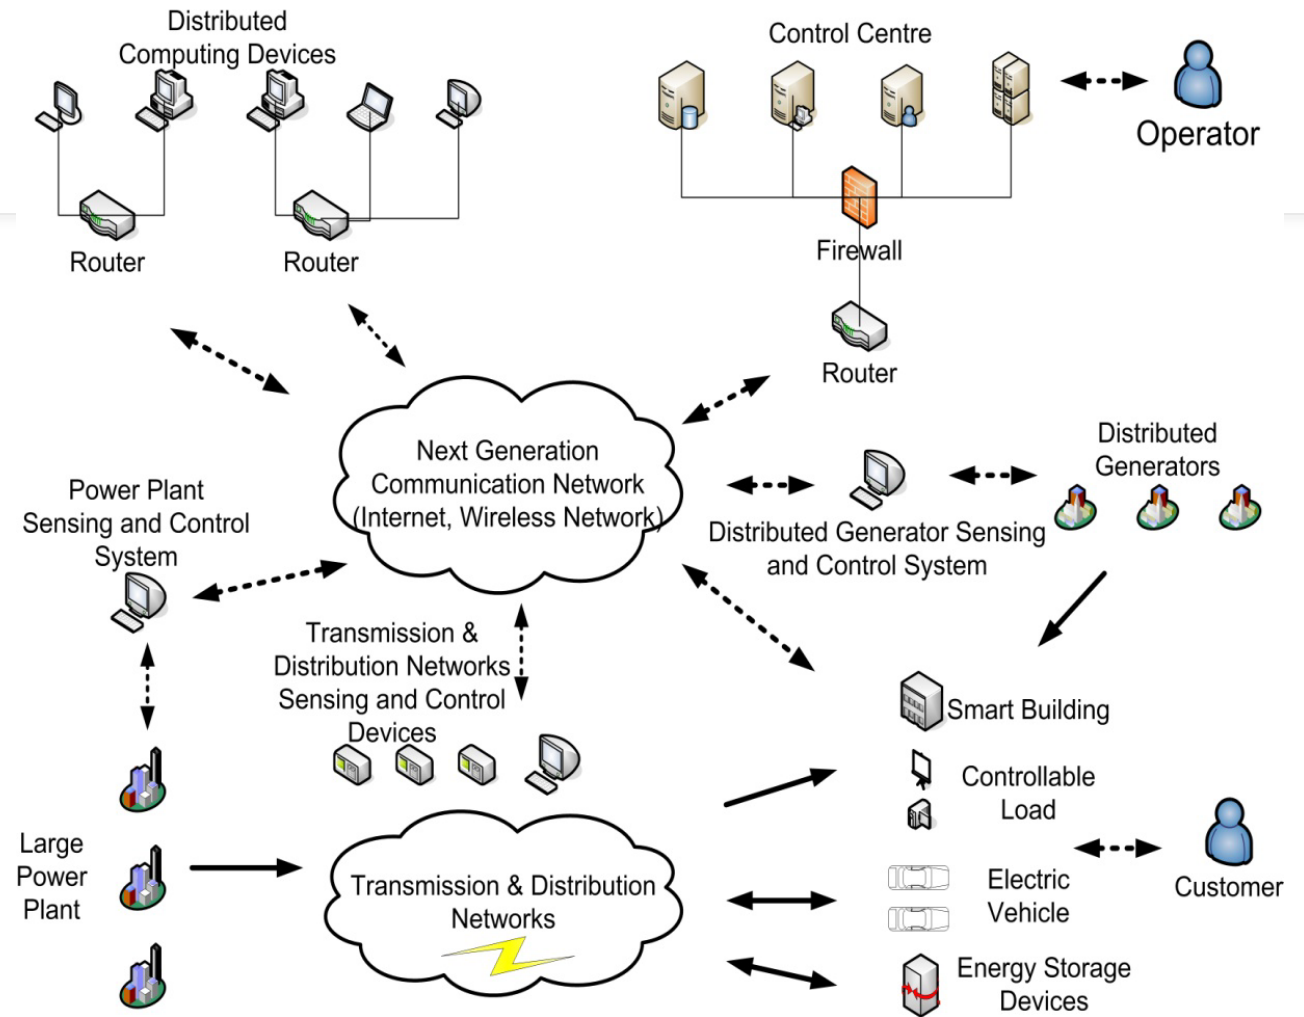 Distributed
Computing Devices
Control Centre
Operator
Router
Router
Firewall
Router
Next Generation
Communication Network
(Internet, Wireless Network)
Distributed
Generators
Power Plant
Sensing and Control
System
Distributed Generator Sensing
and Control System
Transmission &
Distribution Networks
Sensing and Control
Devices
Smart Building
Controllable
Load
Large
Power
Plant
Transmission & Distribution
Networks
Electric
Vehicle
Customer
Energy Storage
Devices